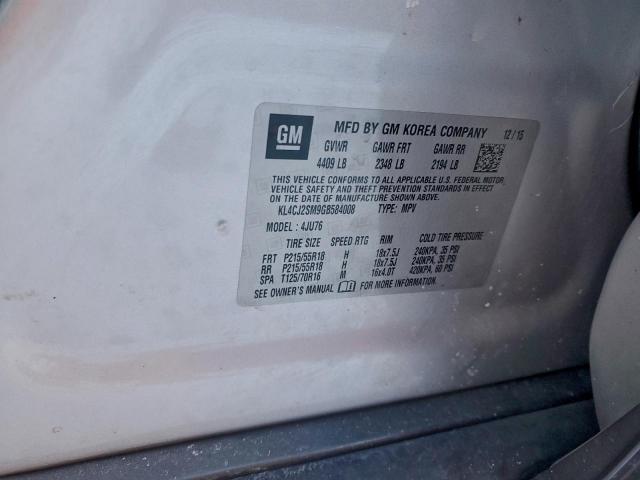 GM MFD BY GM KOREA COMPANY 12/15
GVWR GAWR FRT GAWR RR
4409 LB 2348 LB 2194 LB
THIS VEHICLE CONFORMS TO ALL APPLICABLE U.S. FEDERAL MOTOR
VEHICLE SAFETY AND THEFT PREVENTION STANDARDS IN EFFECT
ON THE DATE OF MANUFACTURE SHOWN ABOVE.
KL4CJ2SM9GB584008 TYPE: MPV
MODEL : 4JU76
TIRE SIZE SPEED RTG RIM COLD TIRE PRESSURE
FRT P215/55R18 H 18x7.5J 240KPA, 35 PSI
RR P215/55R18 H 18x7.5J 240KPA, 35 PSI
SPA T125/70R16 M 16x4.0T 420KPA, 60 PSI
SEE OWNER'S MANUAL FOR MORE INFORMATION.